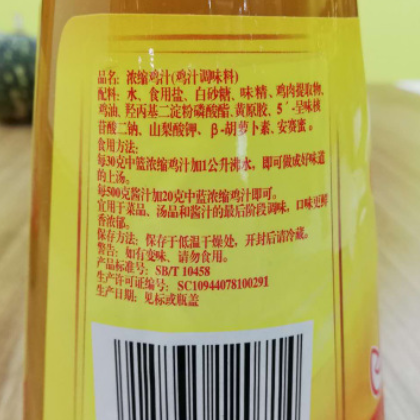 品名：浓缩鸡汁(鸡汁调味料)
配料：水、食用盐、白砂糖、味精、鸡肉提取物、
鸡油、羟丙基二淀粉磷酸酯、黄原胶、5′-呈味核
苷酸二钠、山梨酸钾、β-胡萝卜素、安赛蜜。
食用方法：
每30克中蓝浓缩鸡汁加1公升沸水，即可做成好味道
的上汤。
每500克酱汁加20克中蓝浓缩鸡汁即可。
宜用于菜品、汤品和酱汁的最后阶段调味，口味更鲜
香浓郁。
保存方法：保存于低温干燥处，开封后请冷藏。
警告：如有变味，请勿食用。
产品标准号：SB/T 10458
生产许可证编号：SC10944078100291
生产日期：见标或瓶盖